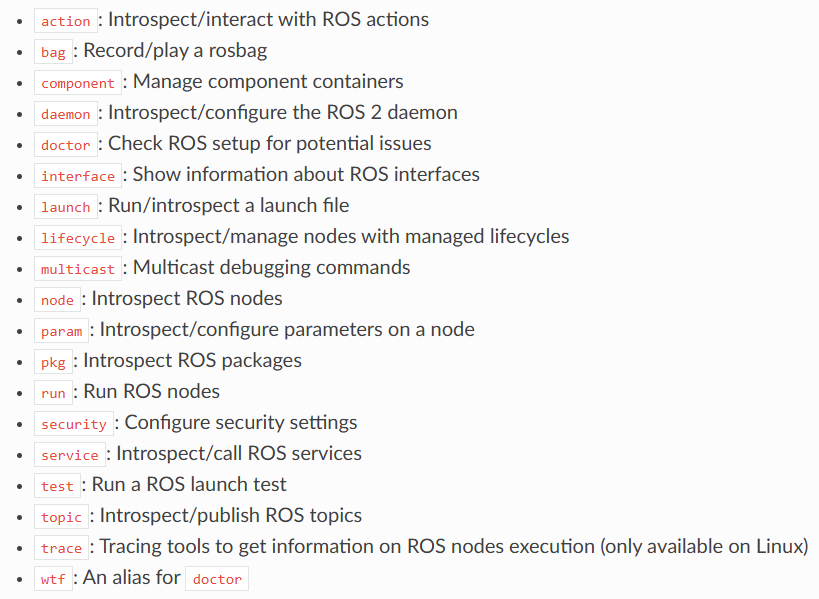 action: Introspect/interact with ROS actions
bag: Record/play a rosbag
component: Manage component containers
daemon: Introspect/configure the ROS 2 daemon
doctor: Check ROS setup for potential issues
interface: Show information about ROS interfaces
launch: Run/introspect a launch file
lifecycle: Introspect/manage nodes with managed lifecycles
multicast: Multicast debugging commands
node: Introspect ROS nodes
param: Introspect/configure parameters on a node
pkg: Introspect ROS packages
run: Run ROS nodes
security: Configure security settings
service: Introspect/call ROS services
test: Run a ROS launch test
topic: Introspect/publish ROS topics
trace: Tracing tools to get information on ROS nodes execution (only available on Linux)
wtf: An alias for doctor